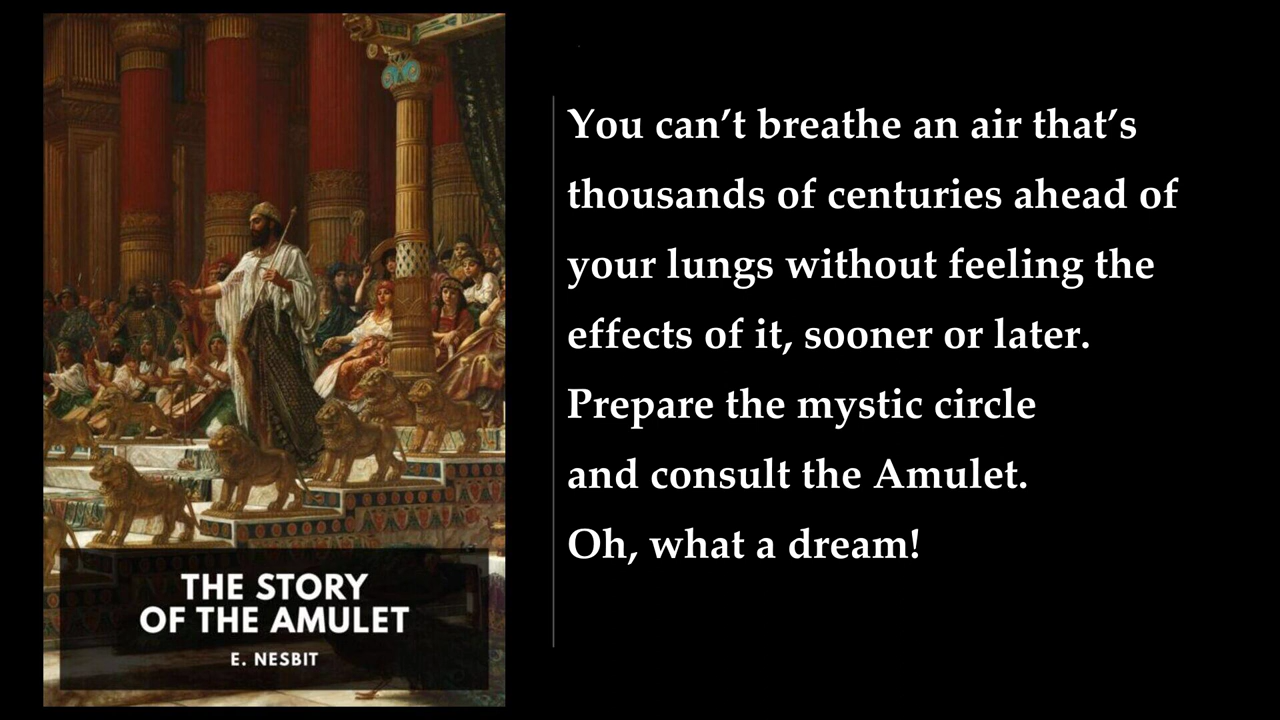 THE STORY
OF THE AMULET
E. NESBIT
You can’t breathe an air that’s
thousands of centuries ahead of
your lungs without feeling the
effects of it, sooner or later.
Prepare the mystic circle
and consult the Amulet.
Oh, what a dream!